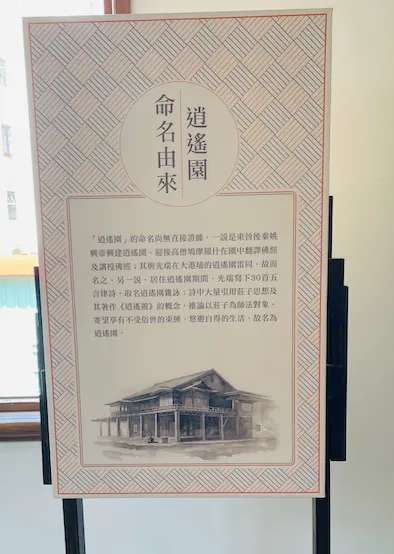 逍遙園
命名由來
「逍遙園」的命名尚無直接證據，一說是東晉後秦姚
興帝興建逍遙園，迎接高僧鳩摩羅什在園中翻譯佛經
及講授佛經；其與光瑞在大港埔的逍遙園雷同，故而
名之。另一說，居住逍遙園期間，光瑞寫下30首五
言律詩，取名逍遙園雜詠；詩中大量引用莊子思想及
其著作《逍遙遊》的概念，推論以莊子為師法對象，
寄望享有不受俗世的束縛，悠遊自得的生活，故名為
逍遙園。